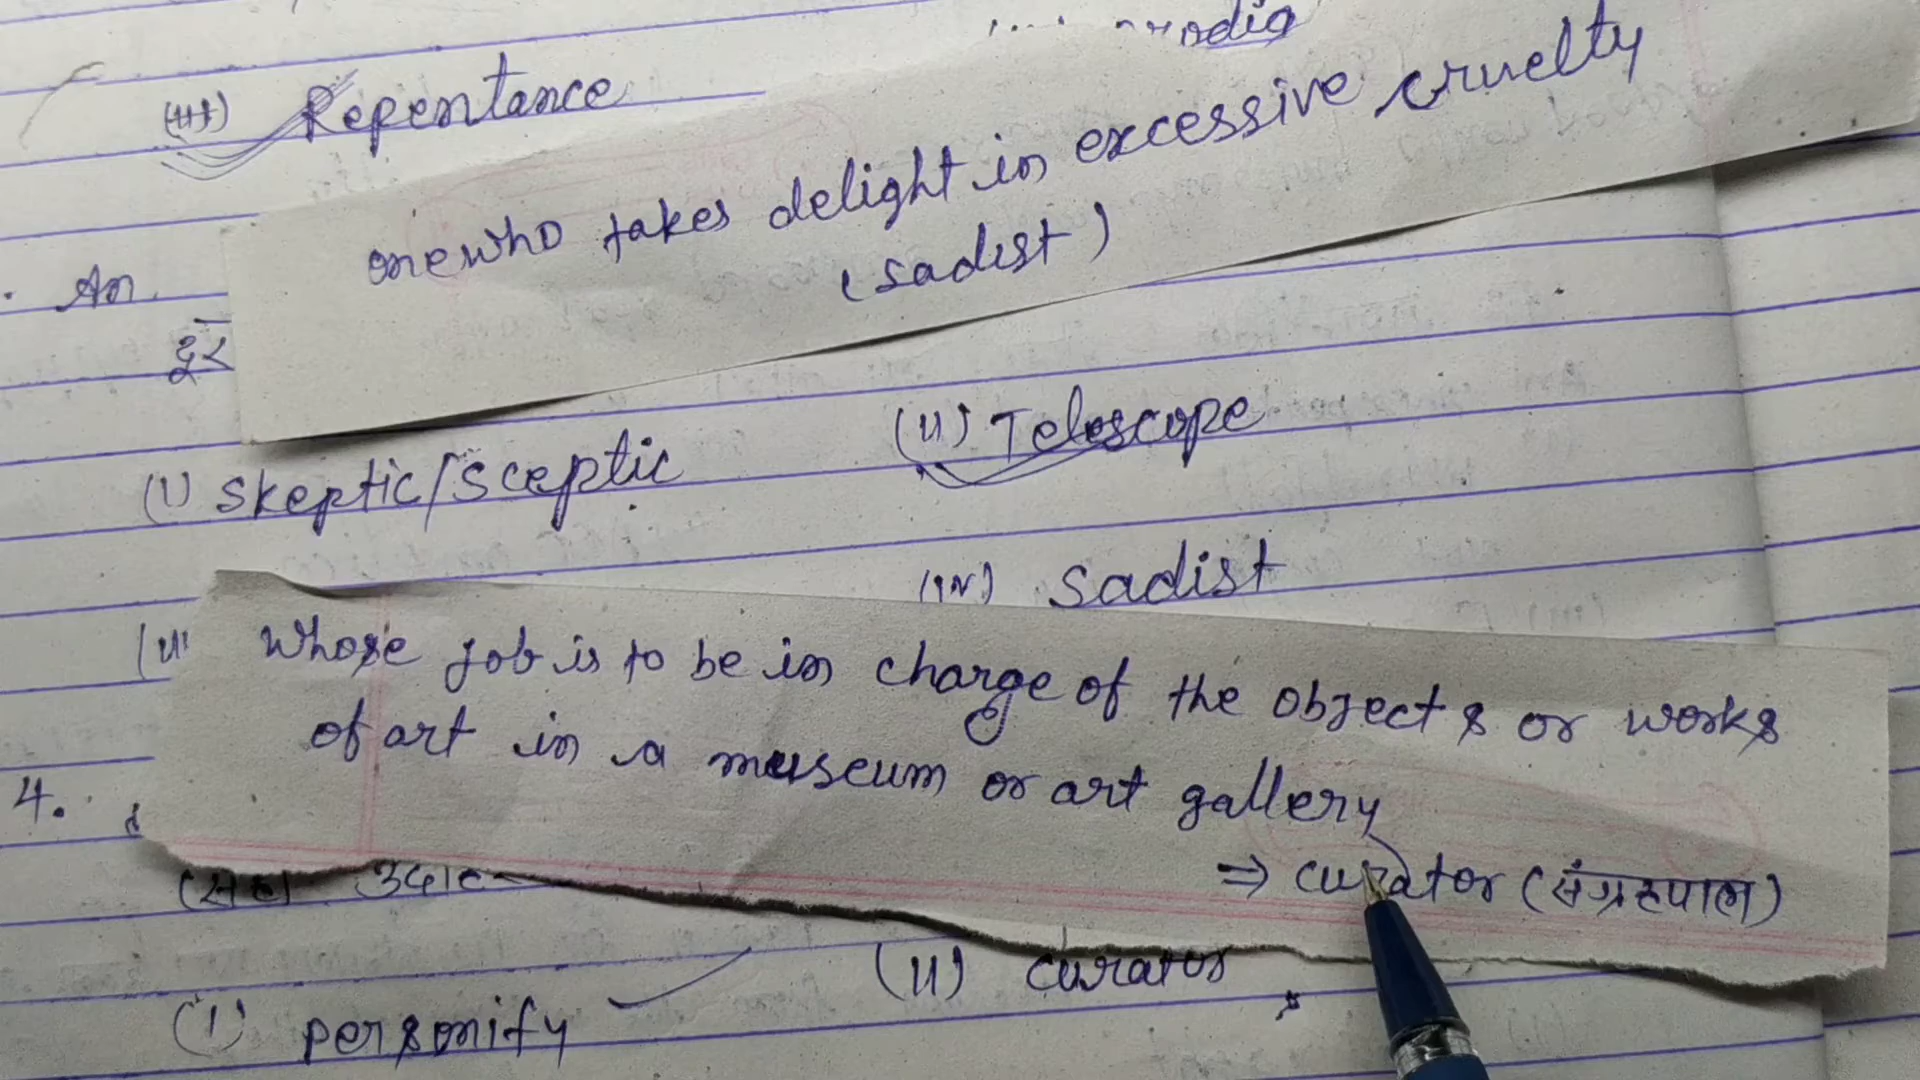 (iii) Repentance
one who takes delight in excessive cruelty
(sadist)
An
(i) Skeptic/Sceptic
(ii) Telescope
(iv) Sadist
whose job is to be in charge of the objects or works
of art in a museum or art gallery
4.
⇒ curator (संग्रहपाल)
(ii) curator
(i) personify